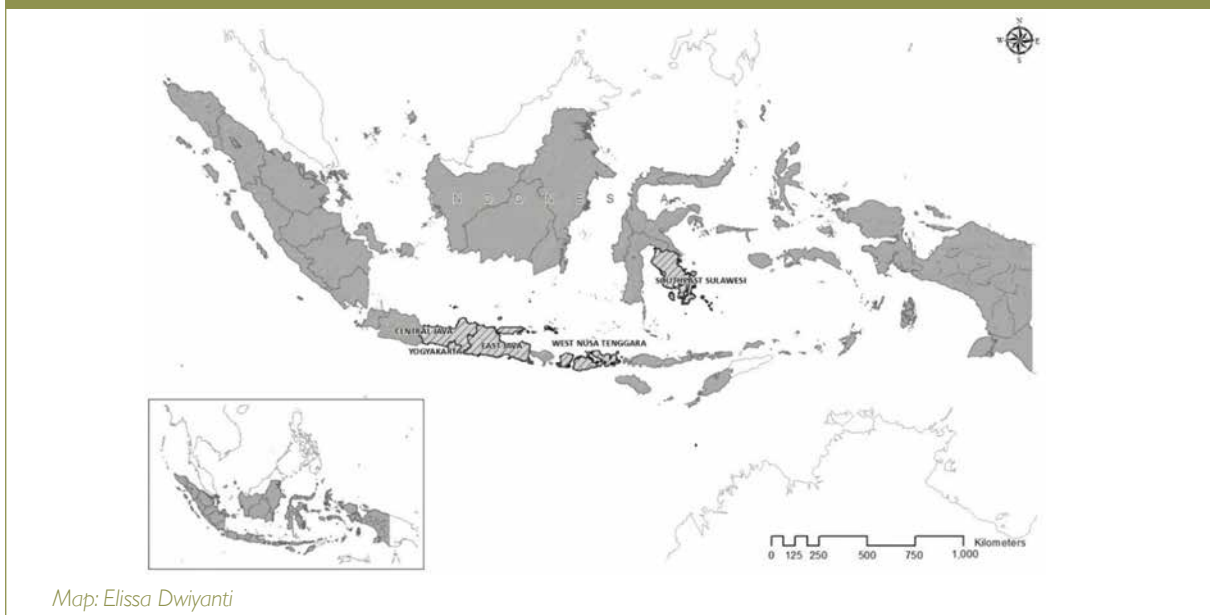 N
W E
S
N D O N E S A
SOUTHEAST SULAWESI
CENTRAL JAVA
WEST NUSA TENGGARA
YOGYAKARTA
EAST JAVA
Kilometers
0 125 250 500 750 1,000
Map: Elissa Dwiyanti